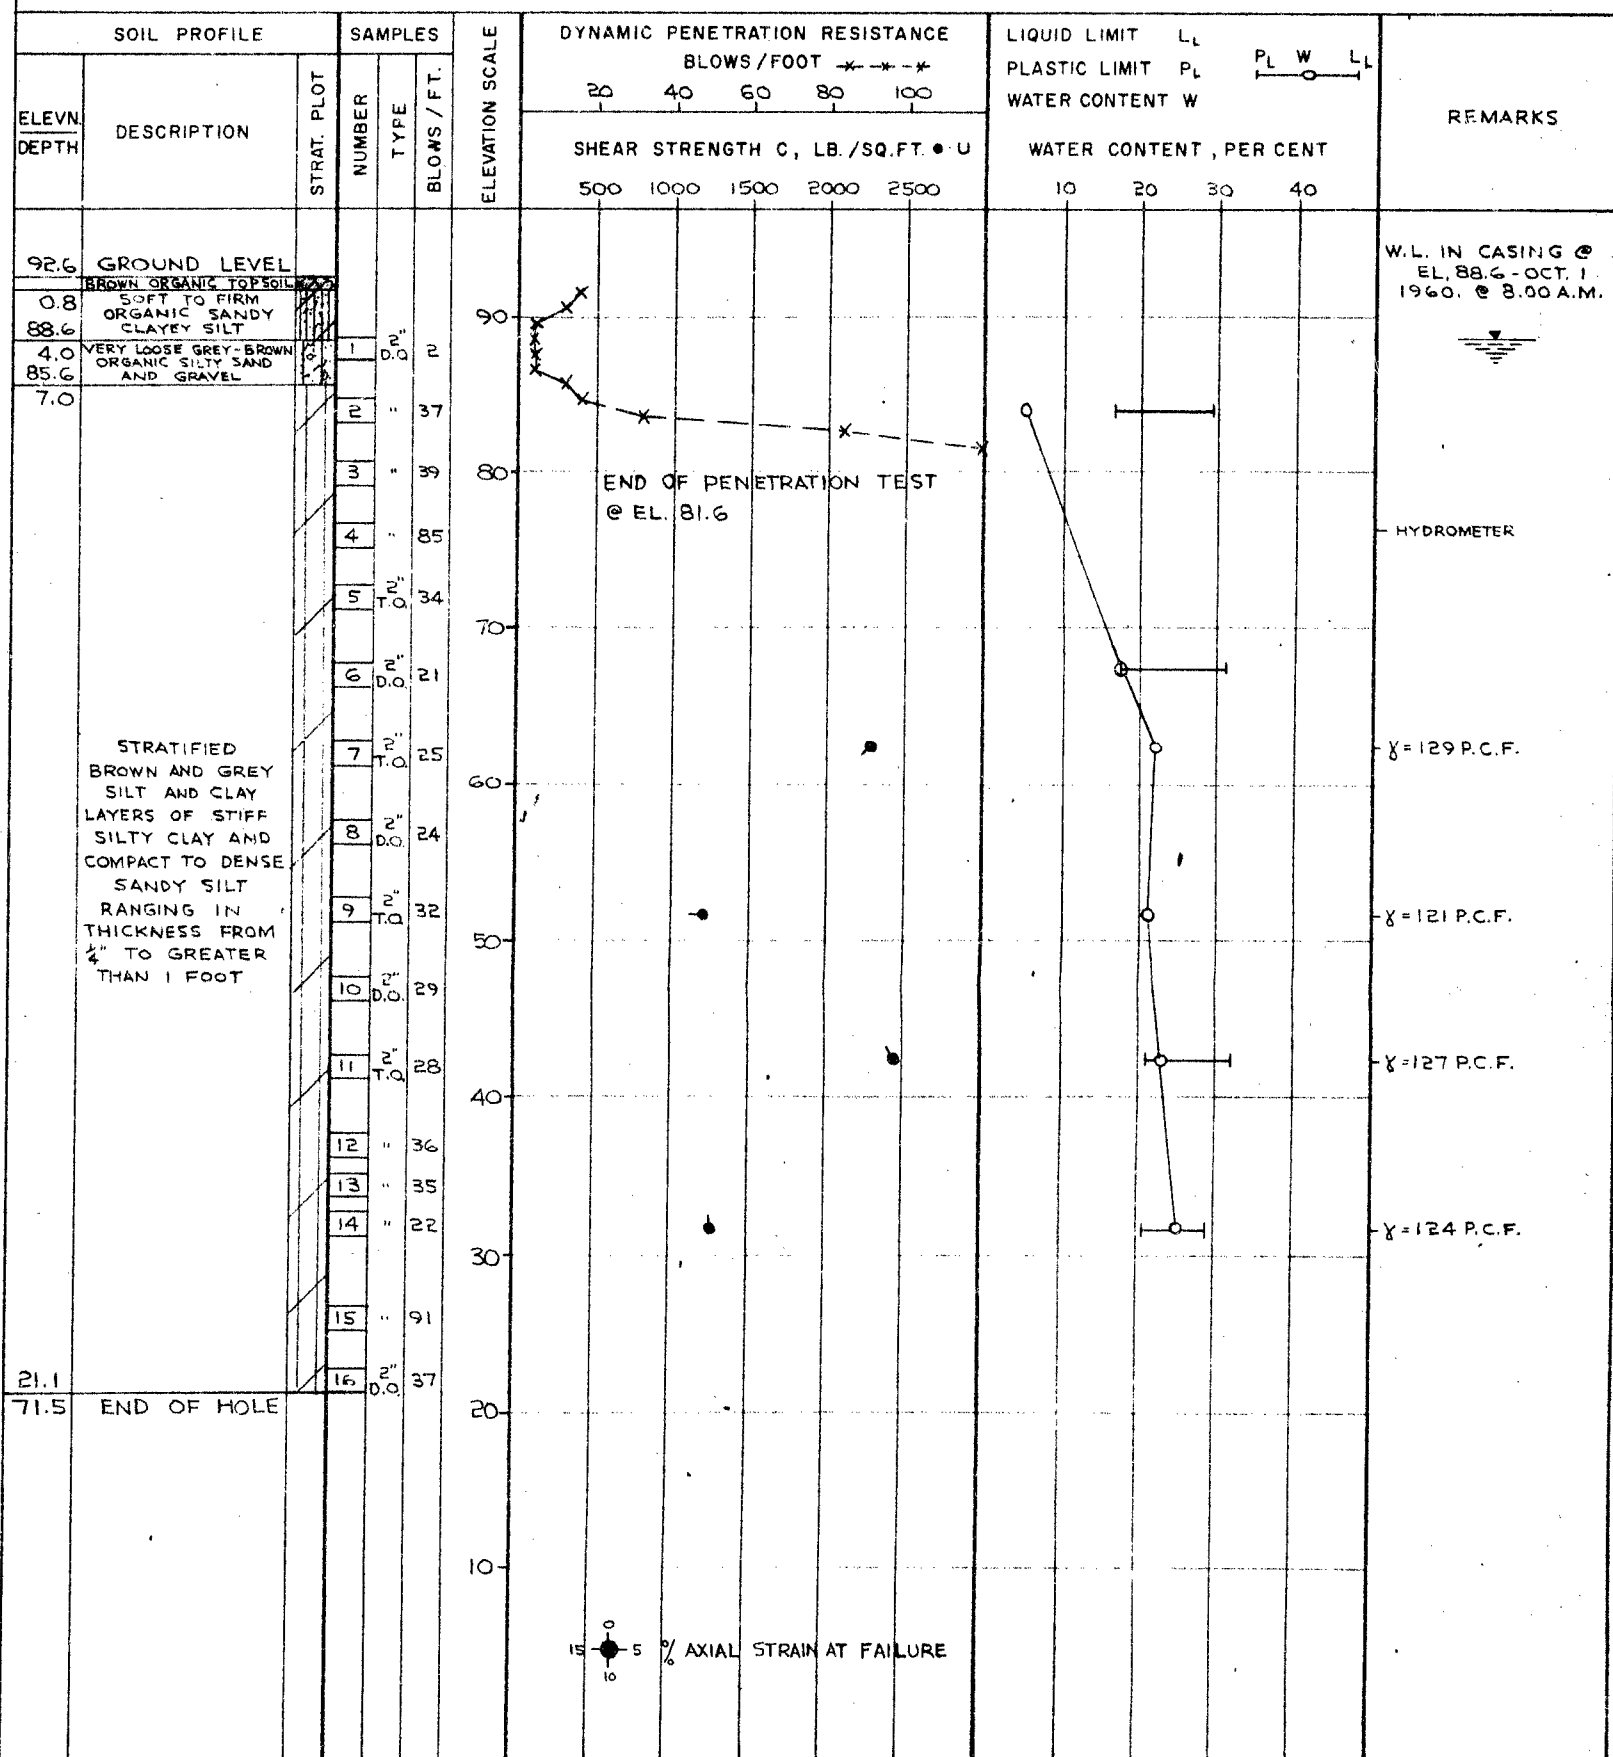 SOIL PROFILE
SAMPLES
ELEVATION SCALE
DYNAMIC PENETRATION RESISTANCE
BLOWS/FOOT
20 40 60 80 100
SHEAR STRENGTH C, LB./SQ.FT. ● U
500 1000 1500 2000 2500
LIQUID LIMIT LL
PLASTIC LIMIT PL
WATER CONTENT W
PL W LL
WATER CONTENT, PER CENT
10 20 30 40
REMARKS
ELEVN.
DEPTH
DESCRIPTION
STRAT. PLOT
NUMBER
TYPE
BLOWS/FT.
92.6 GROUND LEVEL
BROWN ORGANIC TOPSOIL
0.8 SOFT TO FIRM
ORGANIC SANDY
88.6 CLAYEY SILT
4.0 VERY LOOSE GREY-BROWN
ORGANIC SILTY SAND
85.6 AND GRAVEL
7.0
STRATIFIED
BROWN AND GREY
SILT AND CLAY
LAYERS OF STIFF
SILTY CLAY AND
COMPACT TO DENSE
SANDY SILT
RANGING IN
THICKNESS FROM
¼" TO GREATER
THAN 1 FOOT
21.1
71.5 END OF HOLE
1 2" D.O. 2
2 " 37
3 " 39
4 " 85
5 2" T.O. 34
6 2" D.O. 21
7 2" T.O. 25
8 2" D.O. 24
9 2" T.O. 32
10 2" D.O. 29
11 2" T.O. 28
12 " 36
13 " 35
14 " 22
15 " 91
16 2" D.O. 37
90
80
70
60
50
40
30
20
10
END OF PENETRATION TEST
@ EL. 81.6
0
15 5 % AXIAL STRAIN AT FAILURE
10
W.L. IN CASING @
EL. 88.6 - OCT. 1
1960. @ 8.00 A.M.
HYDROMETER
γ = 129 P.C.F.
γ = 121 P.C.F.
γ = 127 P.C.F.
γ = 124 P.C.F.